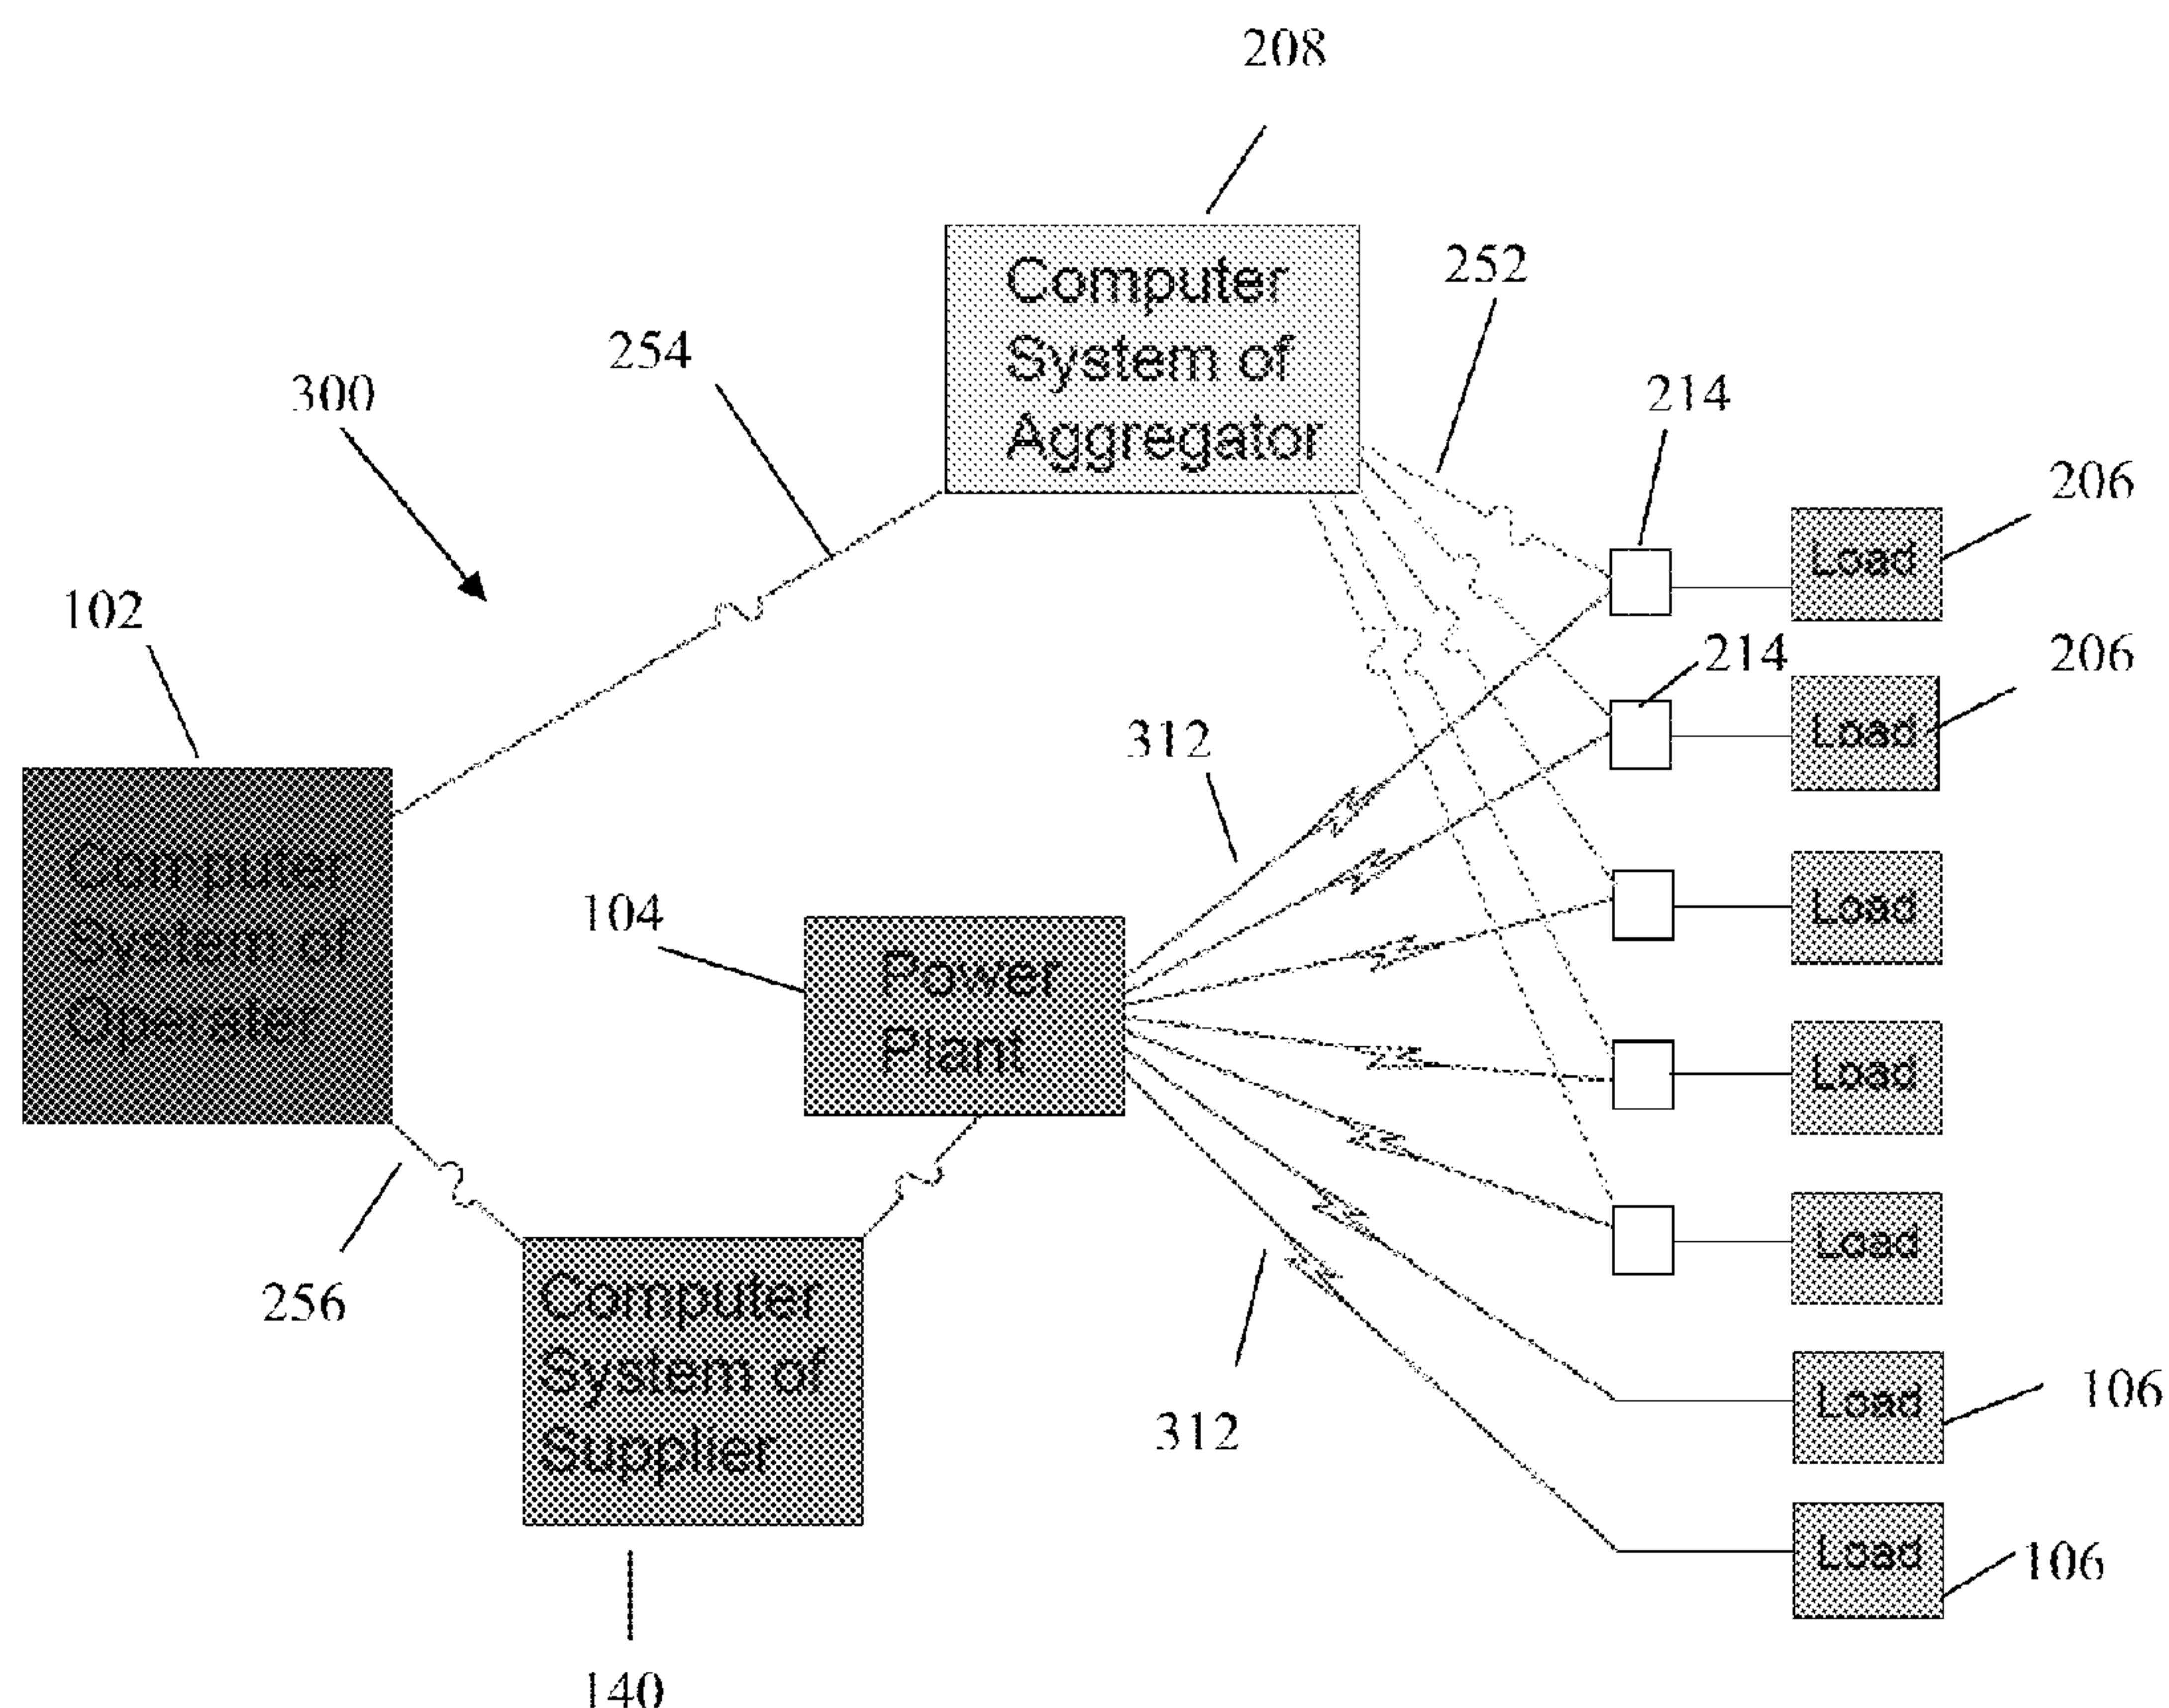 208
Computer
System of
Aggregator
252
254
214
300
206
Load
102
206
214
Load
312
Computer
System of
Operater
104
Power
Plant
Load
Load
256
Computer
System of
Supplier
Load
312
106
Load
106
Load
140